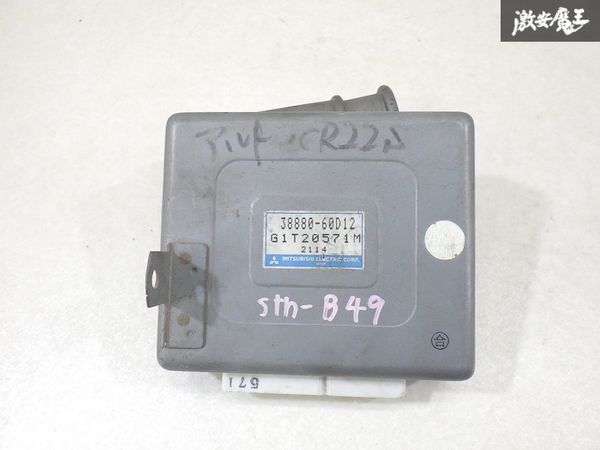 激安魔王
アルト CR22S
38880-60D12
G1T20571M
2114
MITSUBISHI ELECTRIC CORP.
sth-B49
合
571